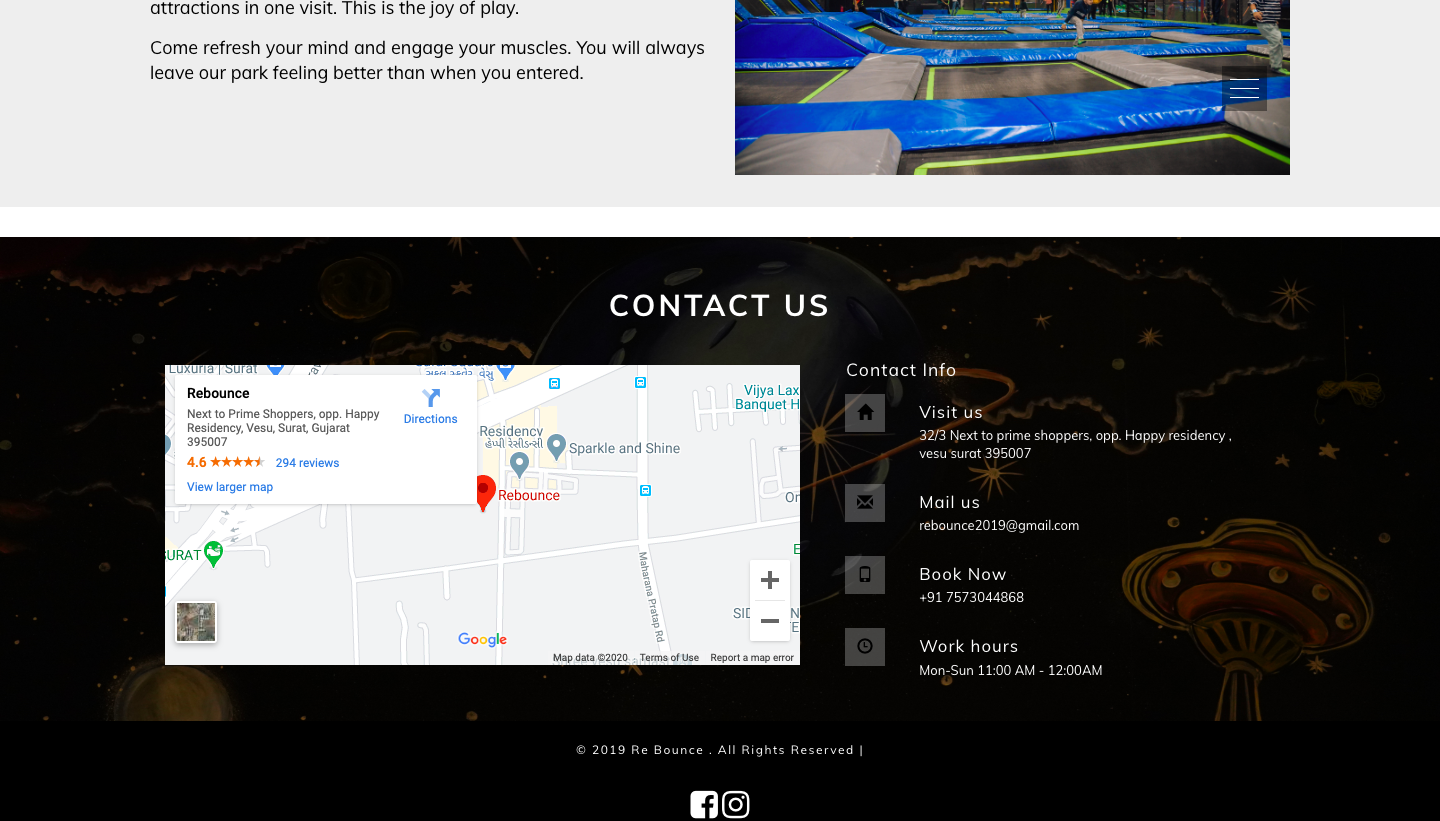 attractions in one visit. This is the joy of play.
Come refresh your mind and engage your muscles. You will always
leave our park feeling better than when you entered.
CONTACT US
Luxuria | Surat
Rebounce
Next to Prime Shoppers, opp. Happy
Residency, Vesu, Surat, Gujarat
395007
4.6
294 reviews
View larger map
Directions
Residency
હેપ્પી રેસીડન્સી
Sparkle and Shine
Rebounce
Vijya Lax
Banquet H
Or
URAT
Maharana Pratap Rd
SID
N
E
E
Google
Map data ©2020
Terms of Use
Report a map error
Contact Info
Visit us
32/3 Next to prime shoppers, opp. Happy residency ,
vesu surat 395007
Mail us
rebounce2019@gmail.com
Book Now
+91 7573044868
Work hours
Mon-Sun 11:00 AM - 12:00AM
© 2019 Re Bounce . All Rights Reserved |